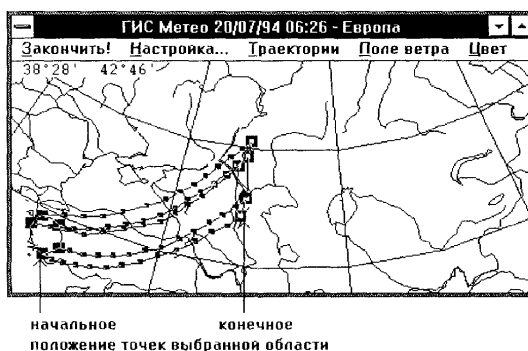 ГИС Метео 20/07/94 06:26 - Европа
Закончить! Настройка... Траектории Поле ветра Цвет
38°28' 42°46'
начальное конечное
положение точек выбранной области